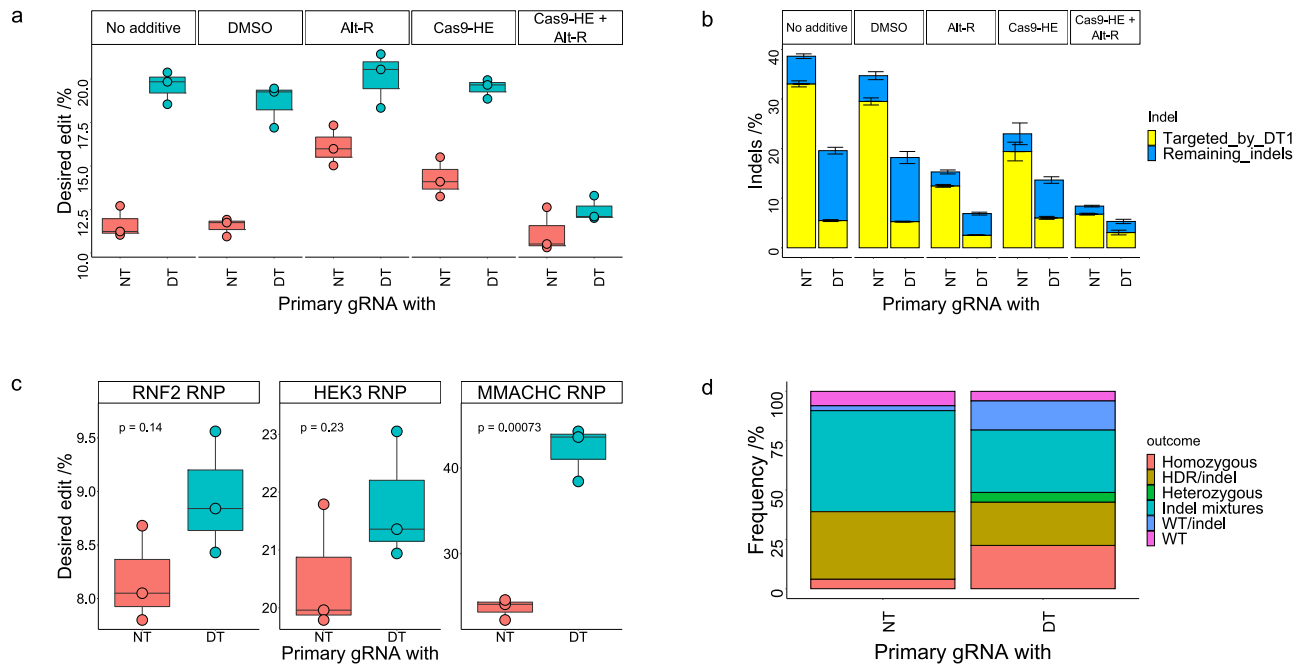 a
No additive
DMSO
Alt-R
Cas9-HE
Cas9-HE +
Alt-R
Desired edit /%
20.0
17.5
15.0
12.5
10.0
NT
DT
NT
DT
NT
DT
NT
DT
NT
DT
Primary gRNA with
b
No additive
DMSO
Alt-R
Cas9-HE
Cas9-HE +
Alt-R
Indels /%
40
30
20
10
0
NT
DT
NT
DT
NT
DT
NT
DT
NT
DT
Primary gRNA with
Indel
Targeted_by_DT1
Remaining_indels
c
RNF2 RNP
HEK3 RNP
MMACHC RNP
Desired edit /%
p = 0.14
9.5
9.0
8.5
8.0
p = 0.23
23
22
21
20
p = 0.00073
40
30
NT
DT
NT
DT
NT
DT
Primary gRNA with
d
Frequency /%
100
75
50
25
0
NT
DT
Primary gRNA with
outcome
Homozygous
HDR/indel
Heterozygous
Indel mixtures
WT/indel
WT